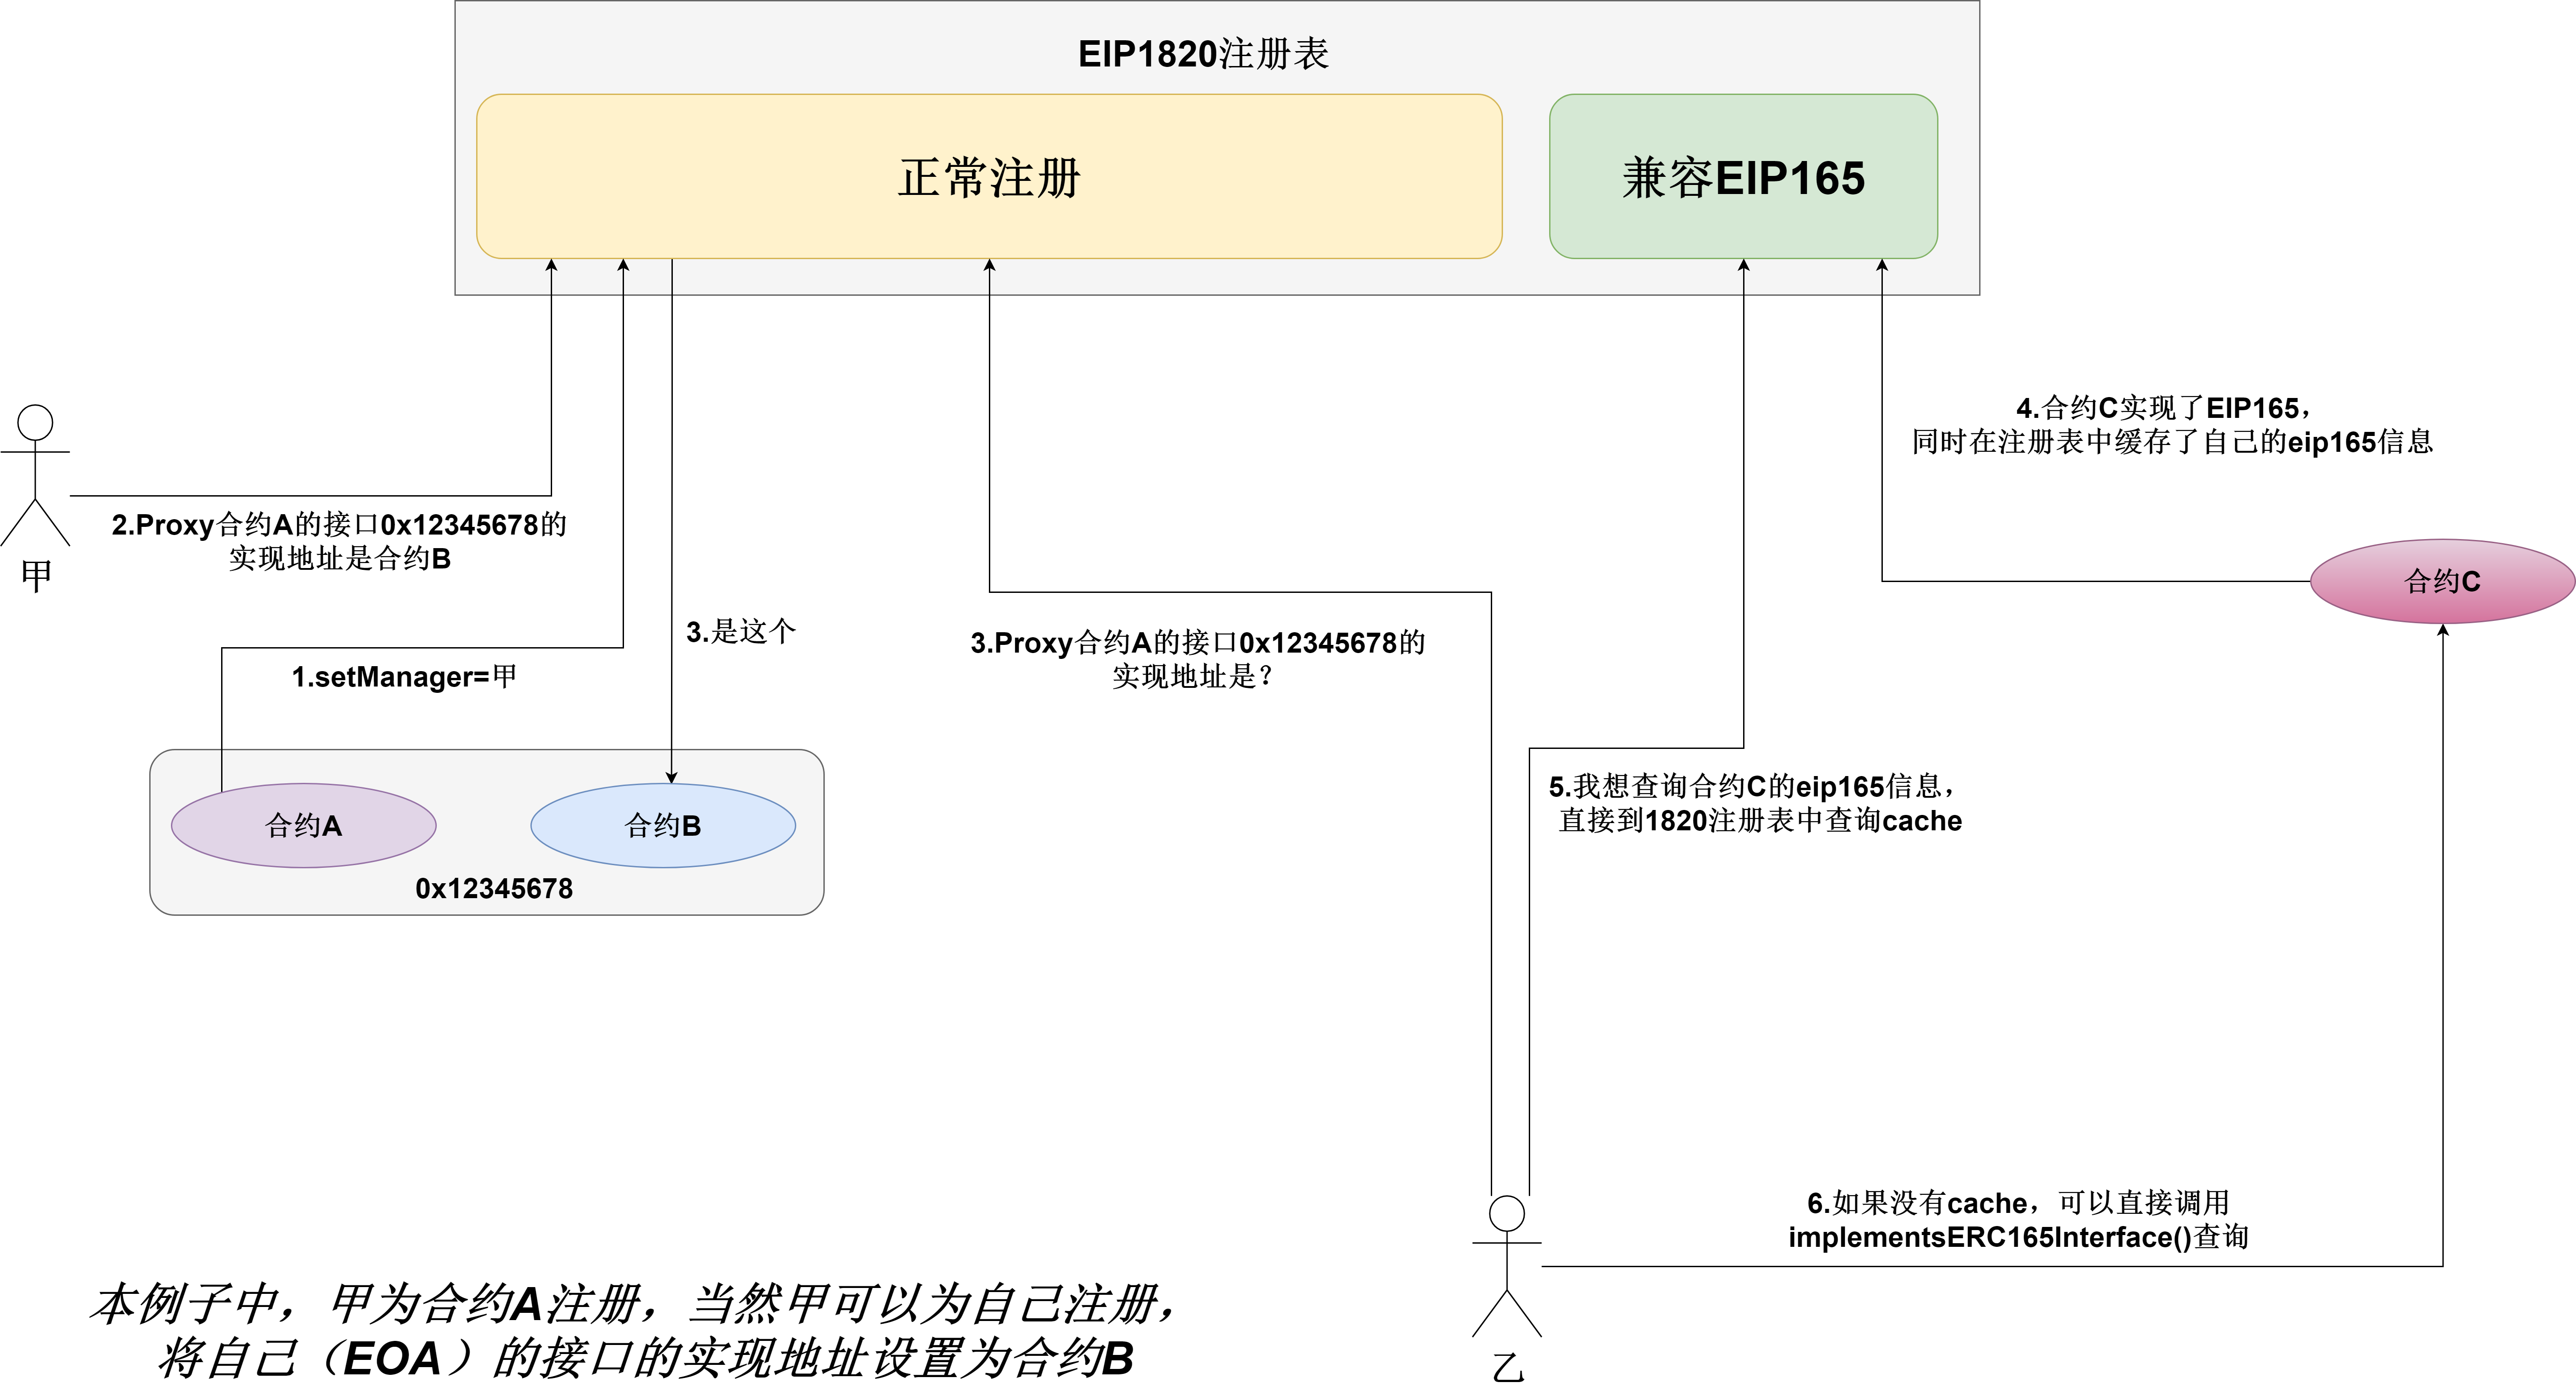 EIP1820注册表
正常注册
兼容EIP165
4.合约C实现了EIP165，
同时在注册表中缓存了自己的eip165信息
2.Proxy合约A的接口0x12345678的
实现地址是合约B
甲
合约C
3.是这个
3.Proxy合约A的接口0x12345678的
实现地址是？
1.setManager=甲
5.我想查询合约C的eip165信息，
直接到1820注册表中查询cache
合约A
合约B
0x12345678
6.如果没有cache，可以直接调用
implementsERC165Interface()查询
本例子中，甲为合约A注册，当然甲可以为自己注册，
将自己（EOA）的接口的实现地址设置为合约B
乙